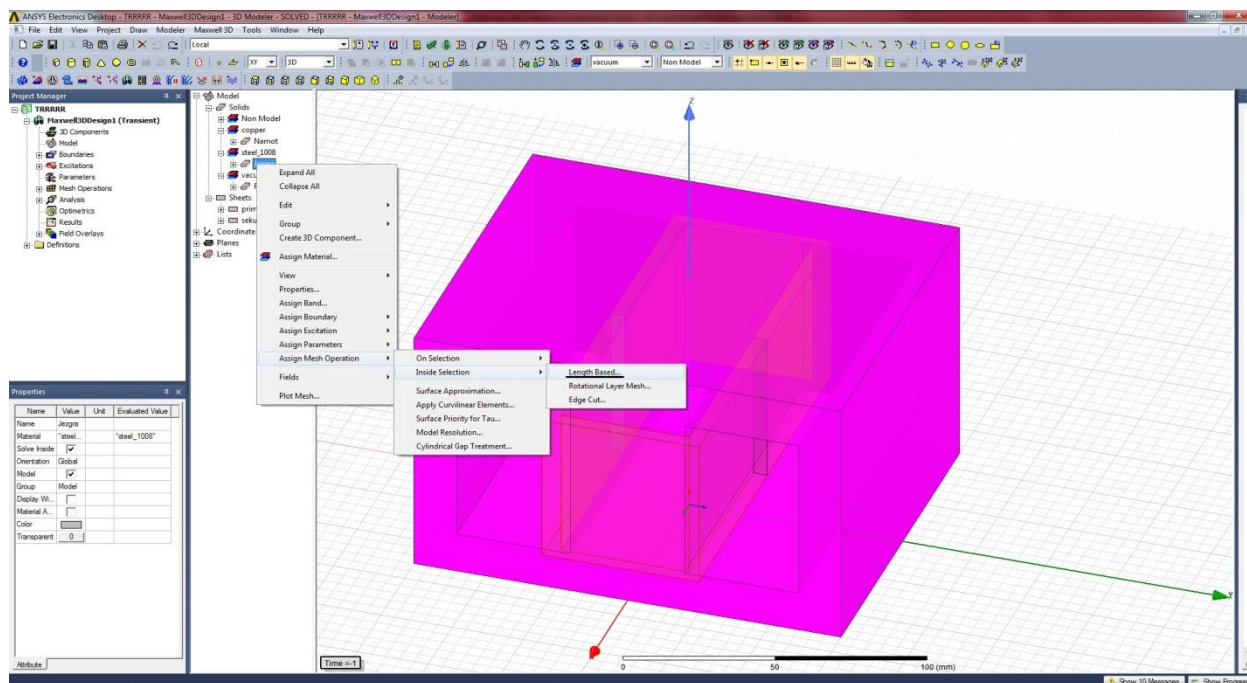 ANSYS Electronics Desktop - TRRRRR - Maxwell3DDesign1 - 3D Modeler - SOLVED - [TRRRRR - Maxwell3DDesign1 - Modeler]
File Edit View Project Draw Modeler Maxwell 3D Tools Window Help
Local
XY 3D vacuum Non Model
Project Manager
TRRRRR
Maxwell3DDesign1 (Transient)
3D Components
Model
Boundaries
Excitations
Parameters
Mesh Operations
Analysis
Optimetrics
Results
Field Overlays
Definitions
Model
Solids
Non Model
copper
Namot
steel_1008
vacu
Sheets
prim
seku
Coordinate
Planes
Lists
Expand All
Collapse All
Edit
Group
Create 3D Component...
Assign Material...
View
Properties...
Assign Band...
Assign Boundary
Assign Excitation
Assign Parameters
Assign Mesh Operation
Fields
Plot Mesh...
On Selection
Inside Selection
Surface Approximation...
Apply Curvilinear Elements...
Surface Priority for Tau...
Model Resolution...
Cylindrical Gap Treatment...
Length Based...
Rotational Layer Mesh...
Edge Cut...
Properties
Name Value Unit Evaluated Value
Name Jezgra
Material "steel... "steel_1008"
Solve Inside
Orientation Global
Model
Group Model
Display Wi...
Material A...
Color
Transparent 0
Attribute
Z
Y
Time =-1
0 50 100 (mm)
Show 10 Messages Show Progress